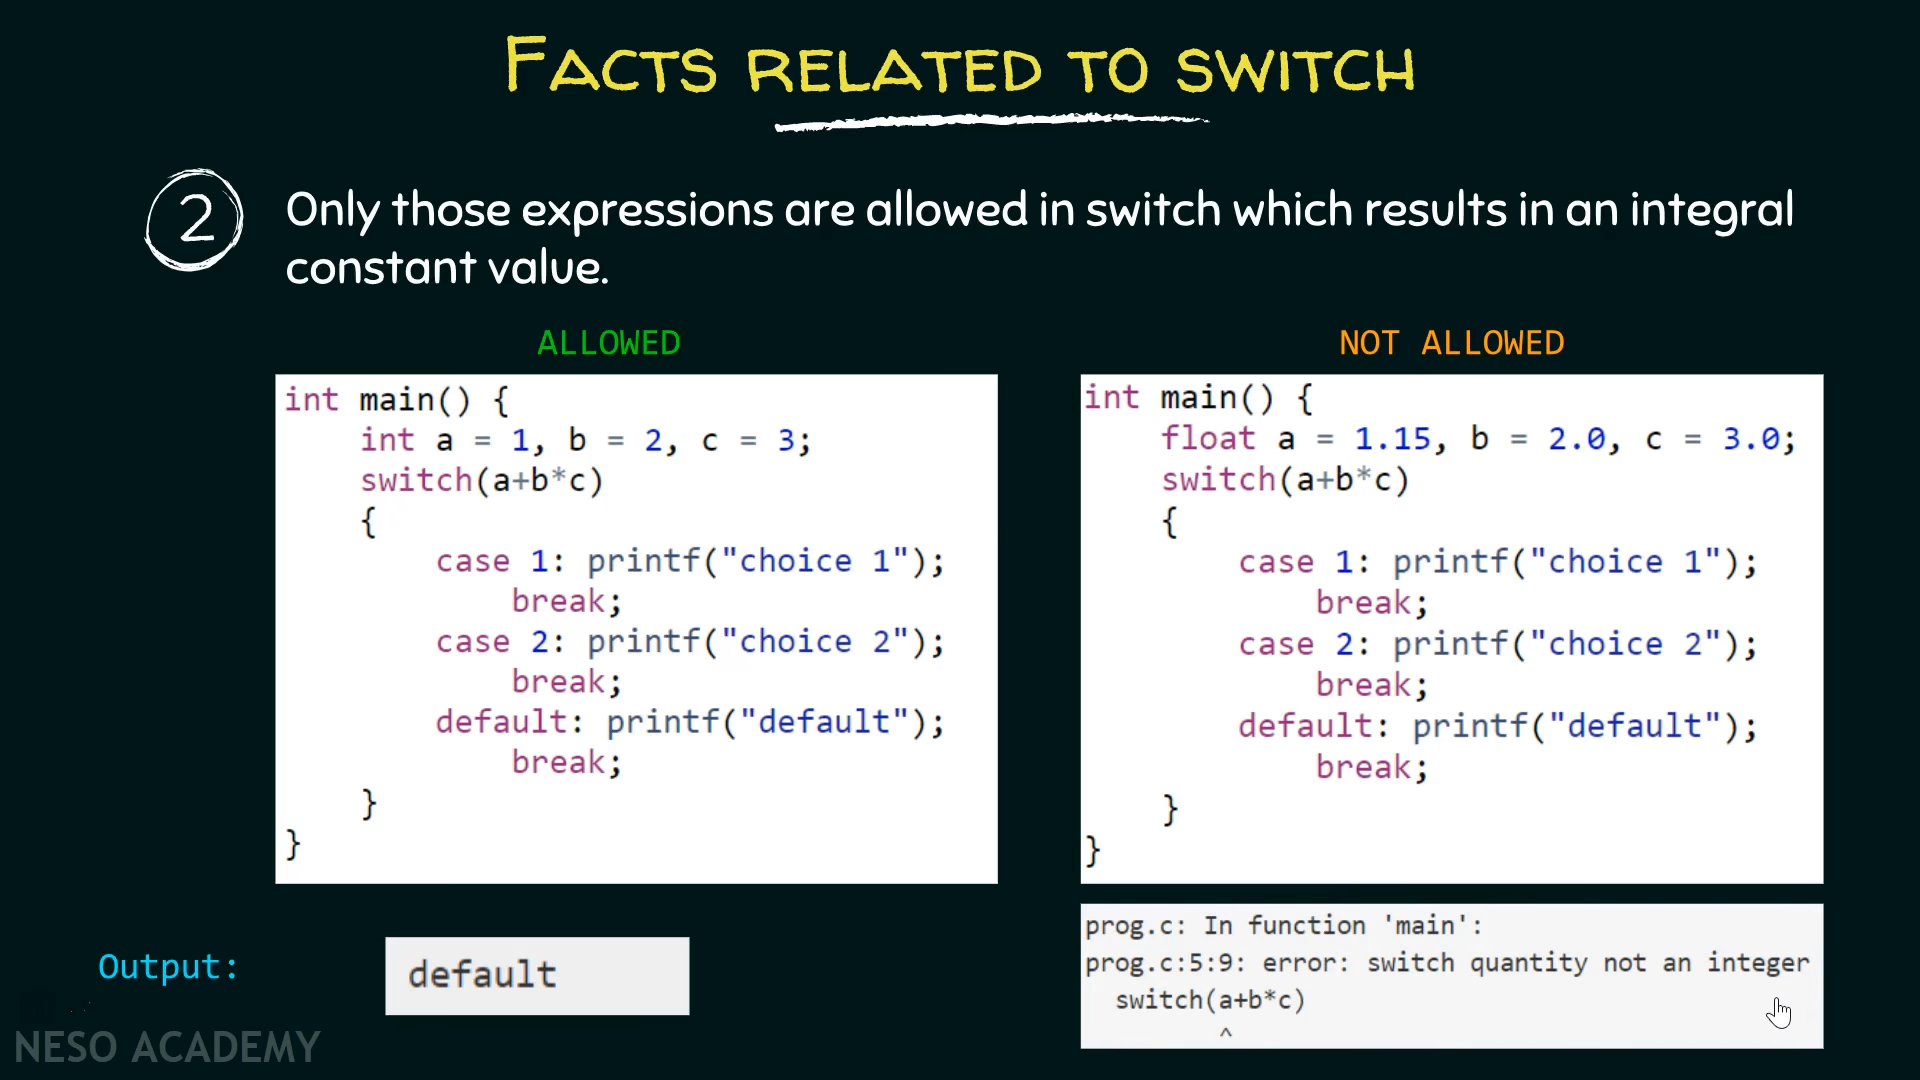 FACTS RELATED TO SWITCH
2
Only those expressions are allowed in switch which results in an integral
constant value.
ALLOWED
int main() {
    int a = 1, b = 2, c = 3;
    switch(a+b*c)
    {
        case 1: printf("choice 1");
            break;
        case 2: printf("choice 2");
            break;
        default: printf("default");
            break;
    }
}
Output:
default
NOT ALLOWED
int main() {
    float a = 1.15, b = 2.0, c = 3.0;
    switch(a+b*c)
    {
        case 1: printf("choice 1");
            break;
        case 2: printf("choice 2");
            break;
        default: printf("default");
            break;
    }
}
prog.c: In function 'main':
prog.c:5:9: error: switch quantity not an integer
  switch(a+b*c)
         ^
NESO ACADEMY